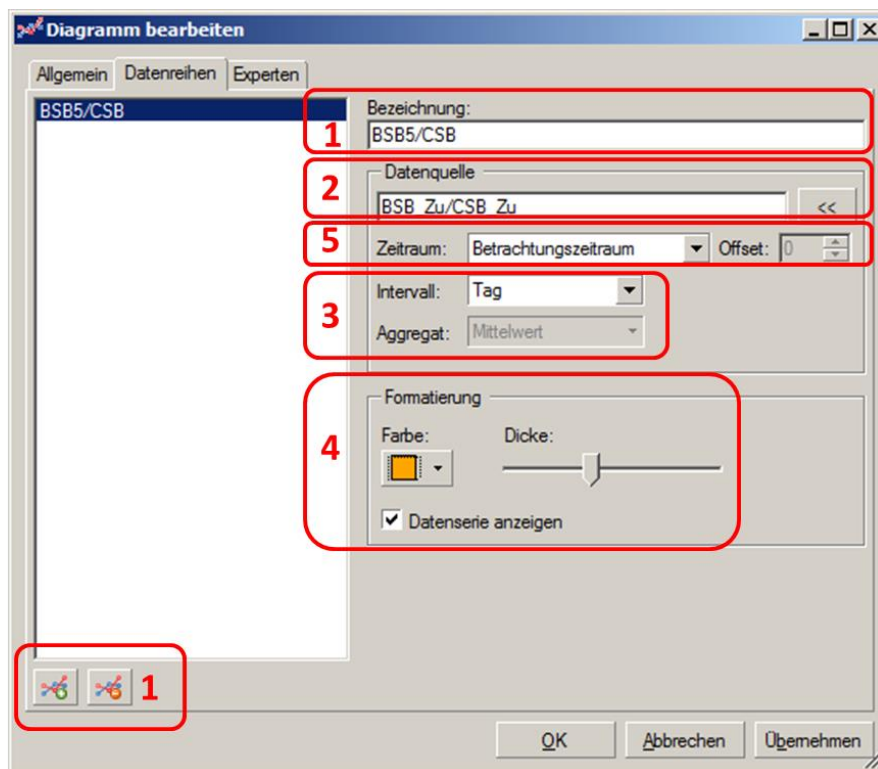 Diagramm bearbeiten
Allgemein Datenreihen Experten
BSB5/CSB
Bezeichnung:
1 BSB5/CSB
Datenquelle
2 BSB_Zu/CSB_Zu <<
5 Zeitraum: Betrachtungszeitraum Offset: 0
Intervall: Tag
3
Aggregat: Mittelwert
Formatierung
Farbe: Dicke:
4
Datenserie anzeigen
1
OK Abbrechen Übernehmen